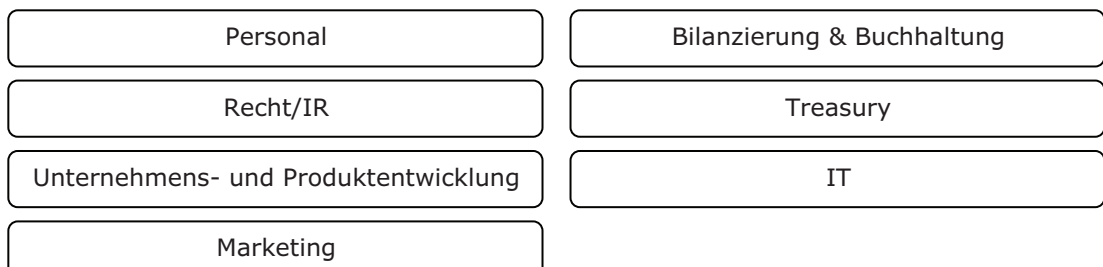 Personal
Bilanzierung & Buchhaltung
Recht/IR
Treasury
Unternehmens- und Produktentwicklung
IT
Marketing